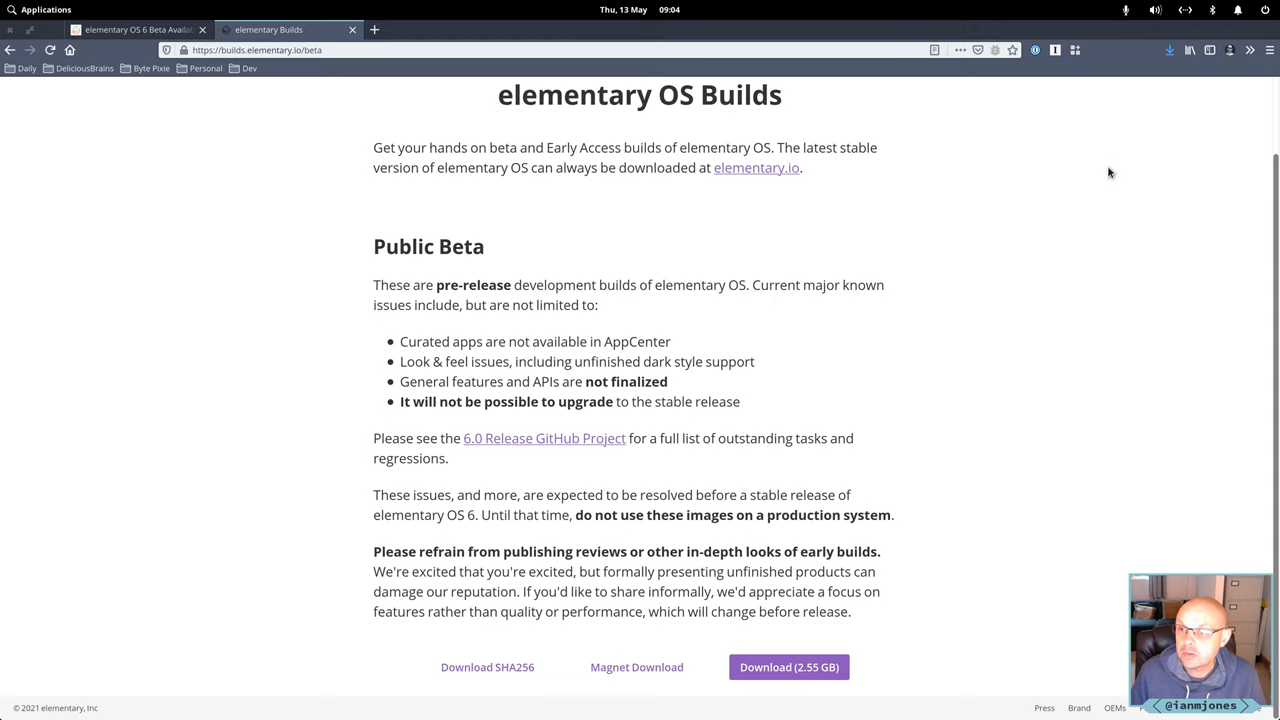 Applications
Thu, 13 May 09:04
elementary OS 6 Beta Availa
elementary Builds
https://builds.elementary.io/beta
Daily
DeliciousBrains
Byte Pixie
Personal
Dev
elementary OS Builds
Get your hands on beta and Early Access builds of elementary OS. The latest stable
version of elementary OS can always be downloaded at elementary.io.
Public Beta
These are pre-release development builds of elementary OS. Current major known
issues include, but are not limited to:
Curated apps are not available in AppCenter
Look & feel issues, including unfinished dark style support
General features and APIs are not finalized
It will not be possible to upgrade to the stable release
Please see the 6.0 Release GitHub Project for a full list of outstanding tasks and
regressions.
These issues, and more, are expected to be resolved before a stable release of
elementary OS 6. Until that time, do not use these images on a production system.
Please refrain from publishing reviews or other in-depth looks of early builds.
We're excited that you're excited, but formally presenting unfinished products can
damage our reputation. If you'd like to share informally, we'd appreciate a focus on
features rather than quality or performance, which will change before release.
Download SHA256
Magnet Download
Download (2.55 GB)
© 2021 elementary, Inc
Press
Brand
OEMs
@ianmjones